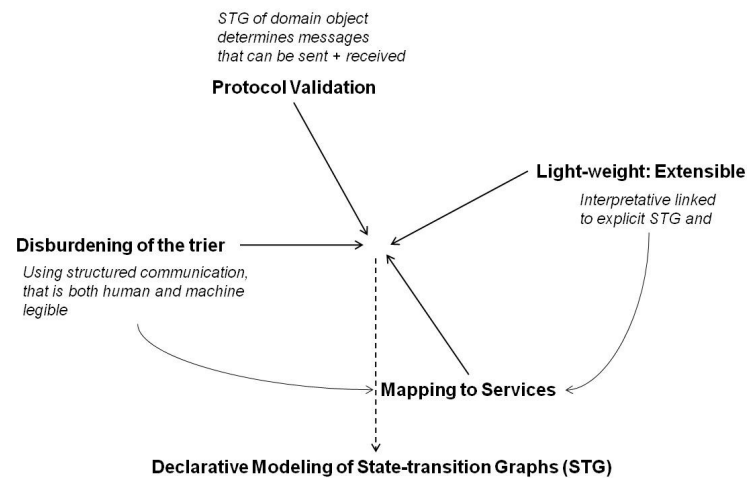 STG of domain object
determines messages
that can be sent + received
Protocol Validation
Light-weight: Extensible
Interpretative linked
to explicit STG and
Disburdening of the trier
Using structured communication,
that is both human and machine
legible
Mapping to Services
Declarative Modeling of State-transition Graphs (STG)